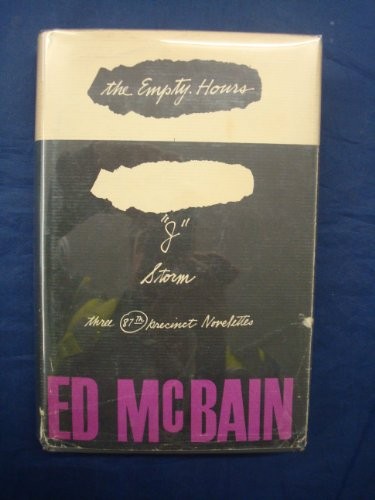 the Empty Hours
"J"
Storm
three 87th precinct Novelettes
ED McBAIN